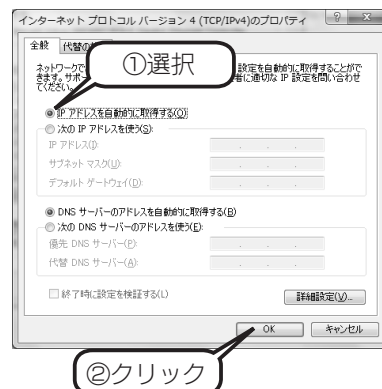 インターネット プロトコル バージョン 4 (TCP/IPv4)のプロパティ
全般 代替の
①選択
ネットワークで 設定を自動的に取得することがで
きます。サポー 者に適切な IP 設定を問い合わせ
てください。
IP アドレスを自動的に取得する(O)
次の IP アドレスを使う(S):
IP アドレス(I):
サブネット マスク(U):
デフォルト ゲートウェイ(D):
DNS サーバーのアドレスを自動的に取得する(B)
次の DNS サーバーのアドレスを使う(E):
優先 DNS サーバー(P):
代替 DNS サーバー(A):
終了時に設定を検証する(L)
詳細設定(V)...
OK キャンセル
②クリック